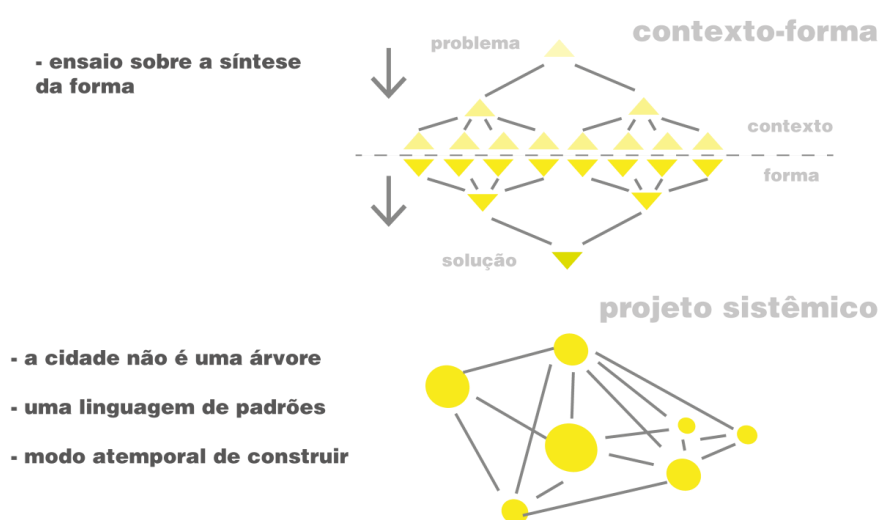 contexto-forma
problema
- ensaio sobre a síntese
da forma
contexto
forma
solução
projeto sistêmico
- a cidade não é uma árvore
- uma linguagem de padrões
- modo atemporal de construir